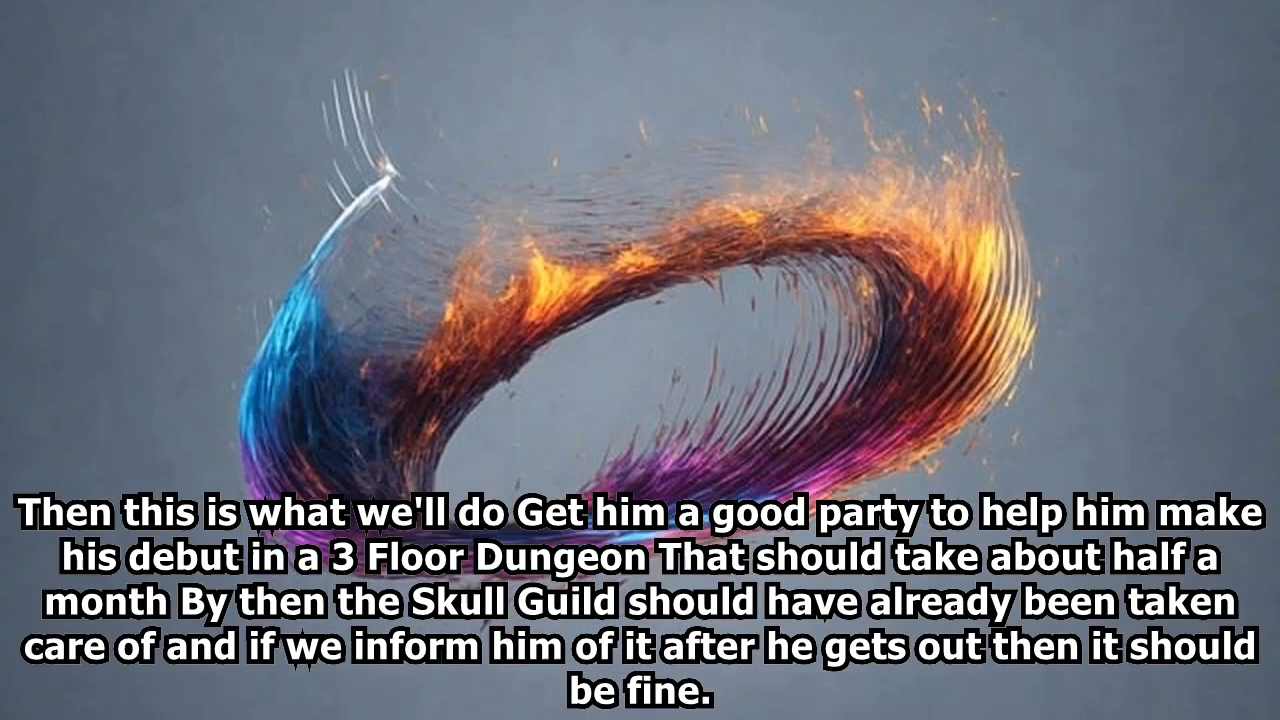 Then this is what we'll do Get him a good party to help him make
his debut in a 3 Floor Dungeon That should take about half a
month By then the Skull Guild should have already been taken
care of and if we inform him of it after he gets out then it should
be fine.